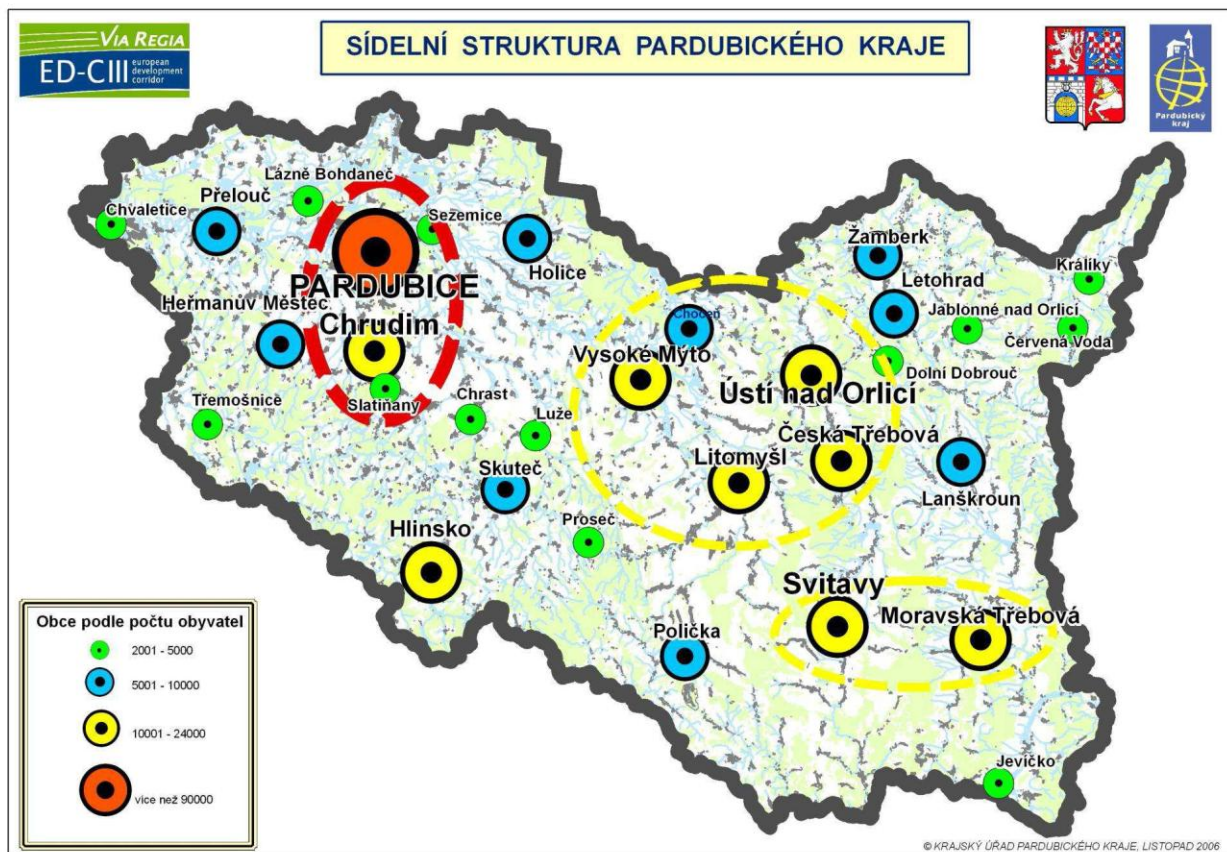 VIA REGIA
ED-CIII european development corridor
SÍDELNÍ STRUKTURA PARDUBICKÉHO KRAJE
Pardubický
kraj
Lázně Bohdaneč
Přelouč
Chvaletice
Sezemice
Holice
PARDUBICE
Heřmanův Městec
Chrudim
Slatiňany
Třemošnice
Chrast
Luže
Skuteč
Hlinsko
Proseč
Žamberk
Letohrad
Králíky
Jablonné nad Orlicí
Červená Voda
Dolní Dobrouč
Choceň
Vysoké Mýto
Ústí nad Orlicí
Česká Třebová
Litomyšl
Lanškroun
Svitavy
Moravská Třebová
Polička
Jevíčko
Obce podle počtu obyvatel
2001 - 5000
5001 - 10000
10001 - 24000
více než 90000
© KRAJSKÝ ÚŘAD PARDUBICKÉHO KRAJE, LISTOPAD 2006